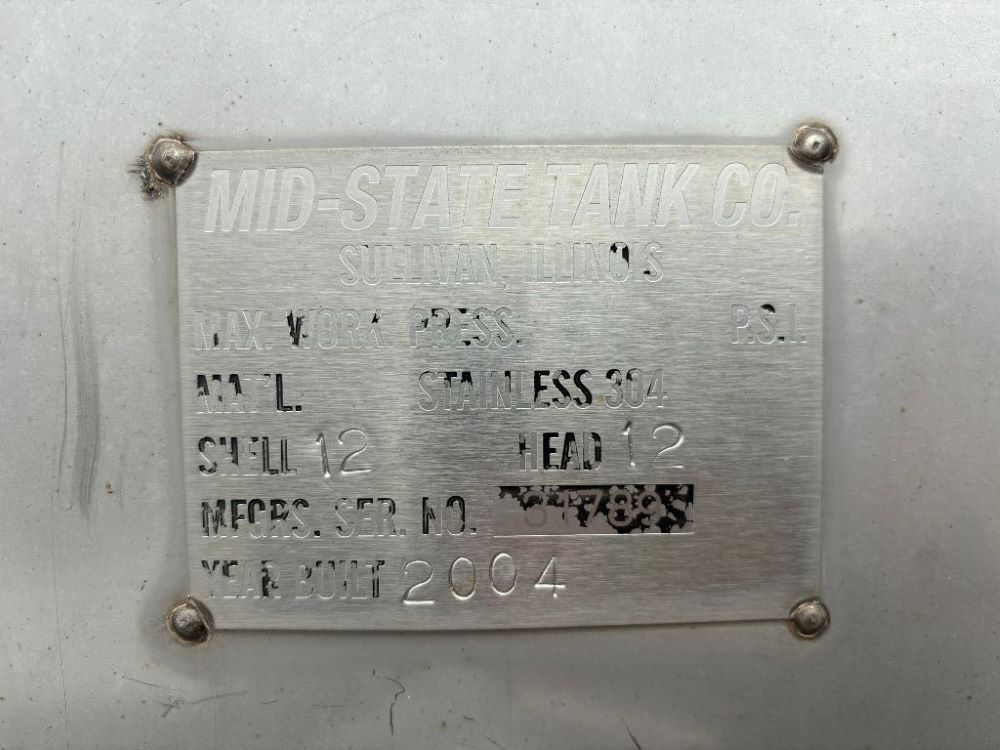 MID-STATE TANK CO.
SULLIVAN, ILLINOIS
MAX. WORK. PRESS. P.S.I.
MAT'L. STAINLESS 304
SHELL 12 HEAD 12
MFGRS. SER. NO. 31789
YEAR BUILT 2004